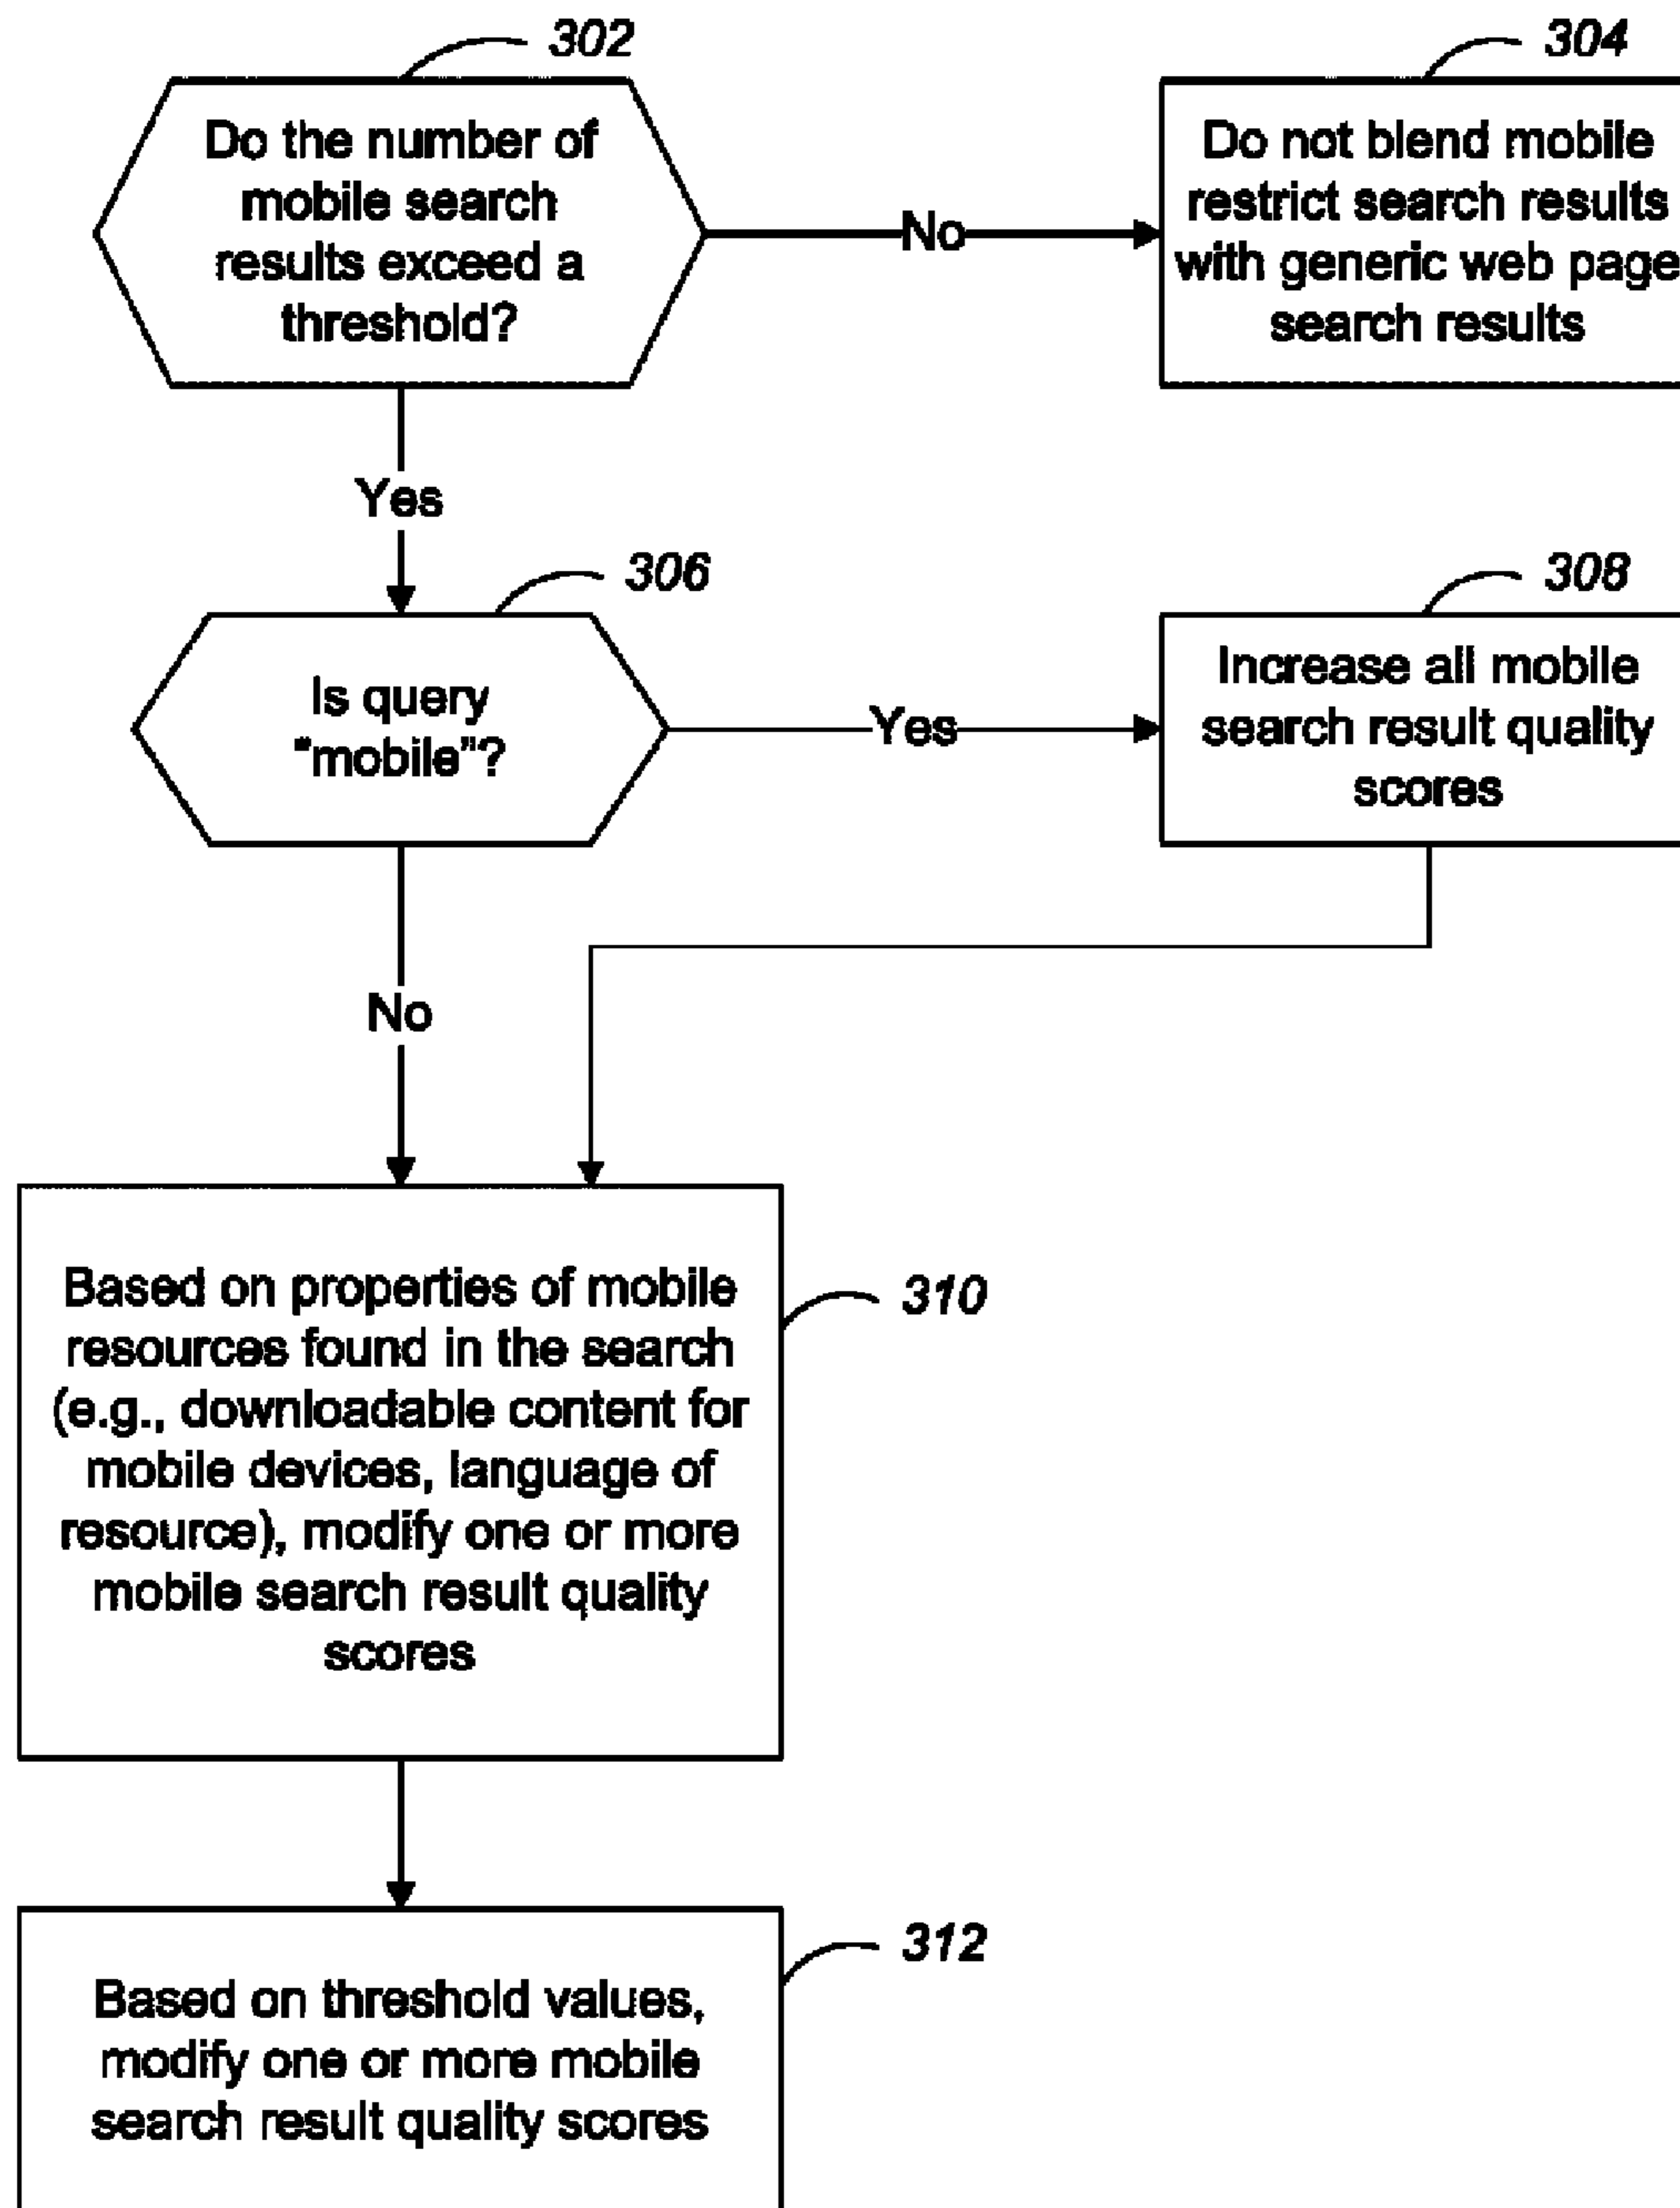 302
Do the number of
mobile search
results exceed a
threshold?
No
304
Do not blend mobile
restrict search results
with generic web page
search results
Yes
306
Is query
“mobile”?
Yes
308
Increase all mobile
search result quality
scores
No
310
Based on properties of mobile
resources found in the search
(e.g., downloadable content for
mobile devices, language of
resource), modify one or more
mobile search result quality
scores
312
Based on threshold values,
modify one or more mobile
search result quality scores